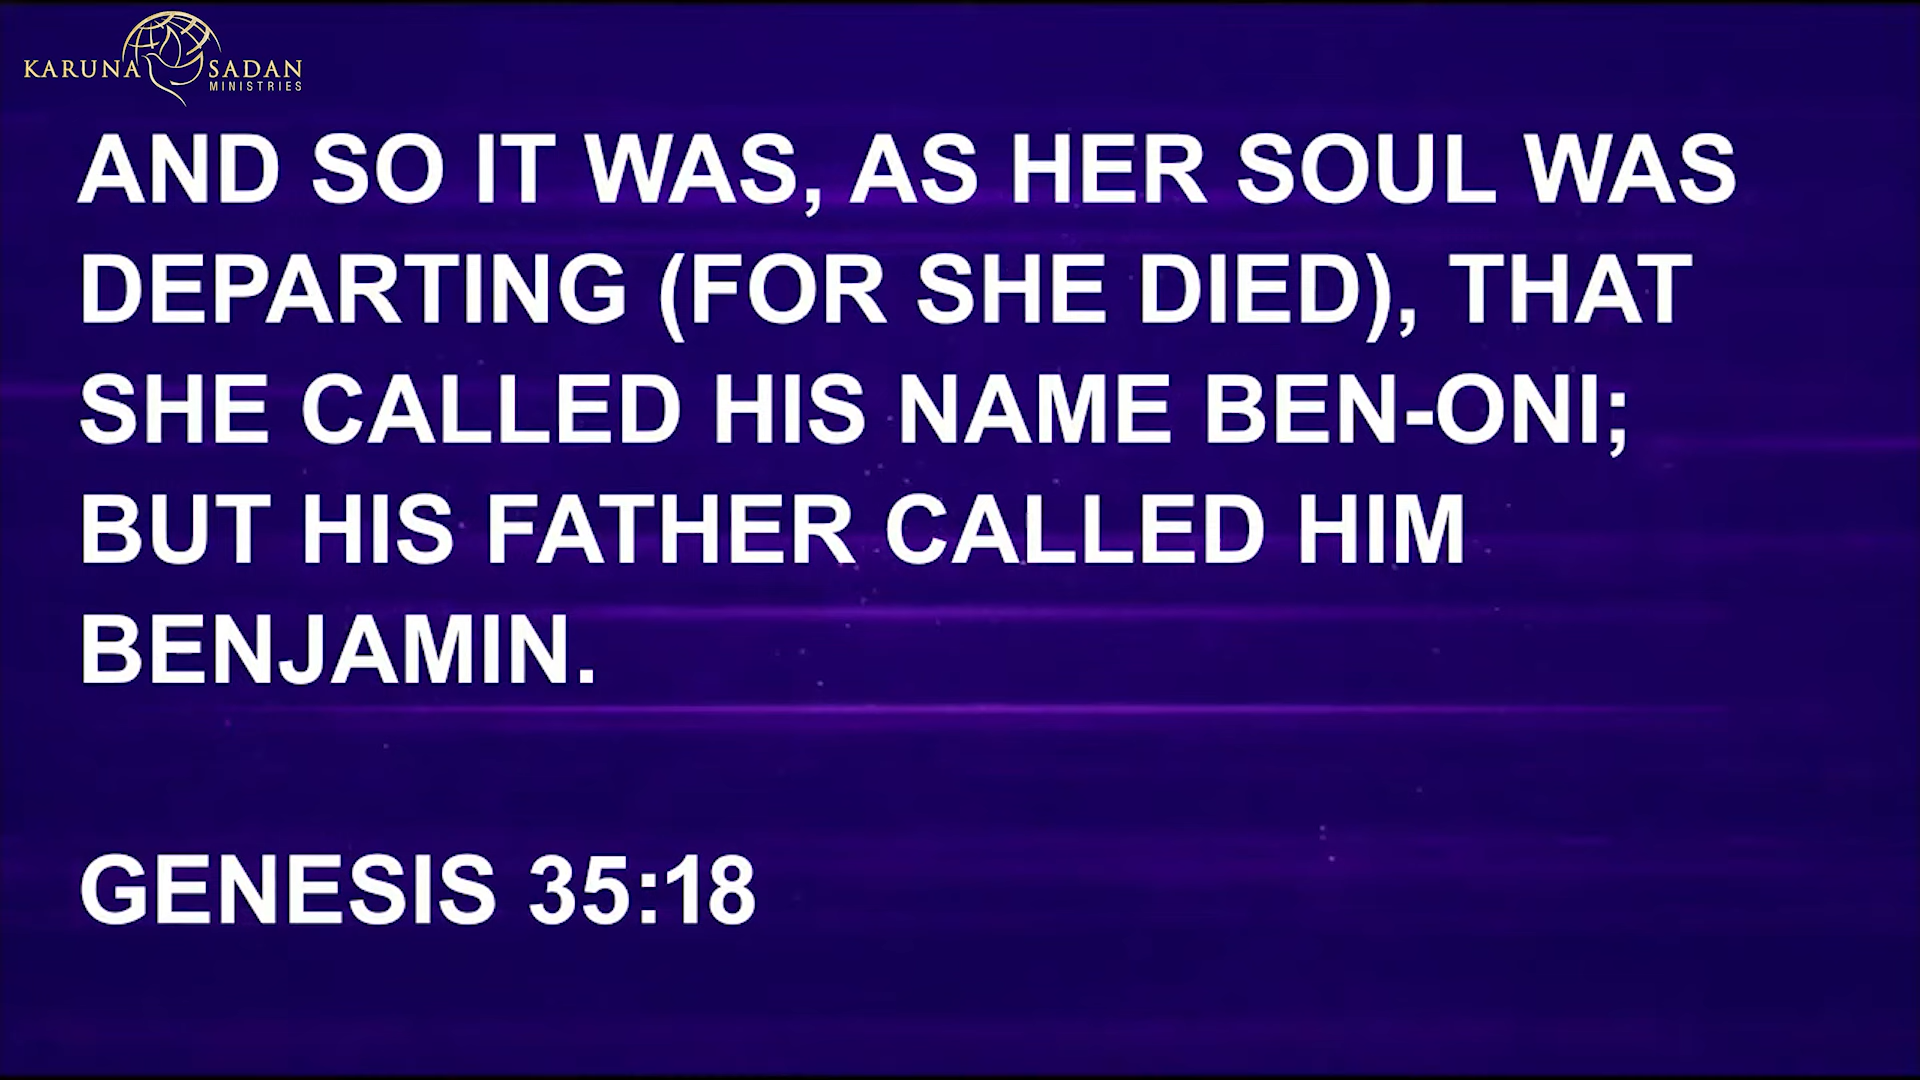 KARUNA SADAN
MINISTRIES
AND SO IT WAS, AS HER SOUL WAS
DEPARTING (FOR SHE DIED), THAT
SHE CALLED HIS NAME BEN-ONI;
BUT HIS FATHER CALLED HIM
BENJAMIN.
GENESIS 35:18